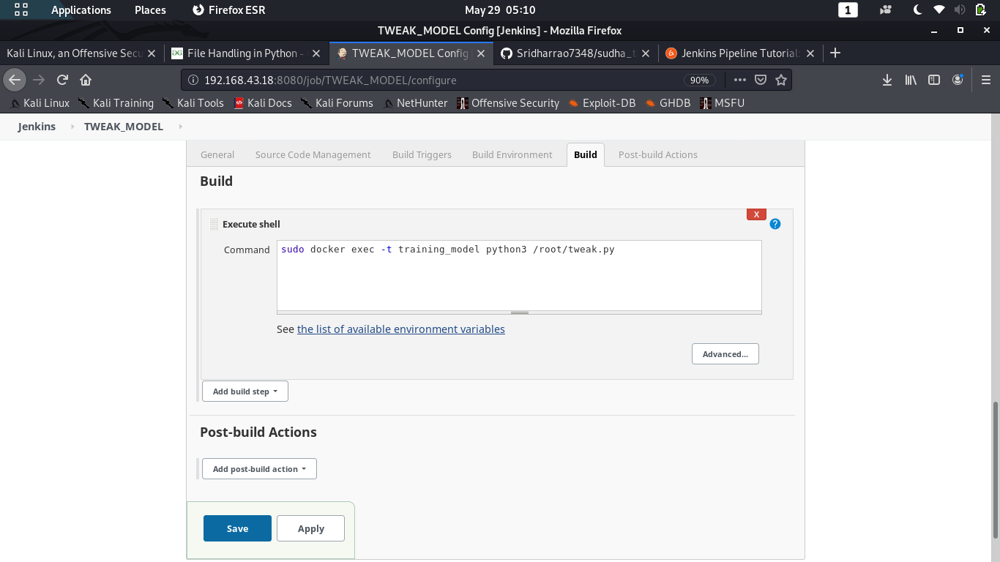 Applications Places Firefox ESR May 29 05:10 1
TWEAK_MODEL Config [Jenkins] - Mozilla Firefox
Kali Linux, an Offensive Secu File Handling in Python - TWEAK_MODEL Config Sridharrao7348/sudha_t Jenkins Pipeline Tutorial:
192.168.43.18:8080/job/TWEAK_MODEL/configure 90%
Kali Linux Kali Training Kali Tools Kali Docs Kali Forums NetHunter Offensive Security Exploit-DB GHDB MSFU
Jenkins TWEAK_MODEL
General Source Code Management Build Triggers Build Environment Build Post-build Actions
Build
X
Execute shell ?
Command sudo docker exec -t training_model python3 /root/tweak.py
See the list of available environment variables
Advanced...
Add build step
Post-build Actions
Add post-build action
Save Apply